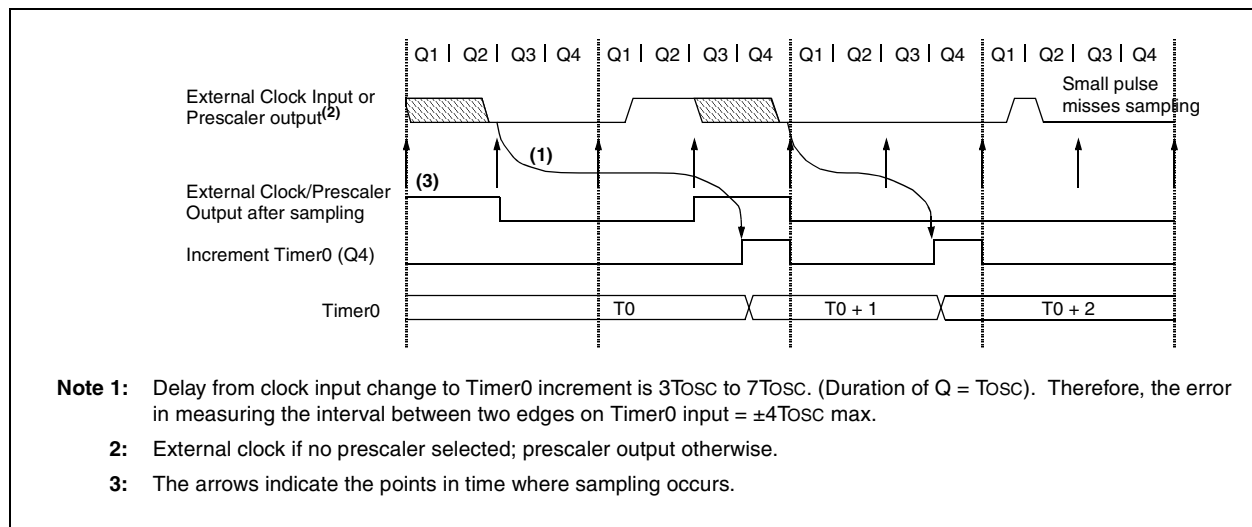 Q1 | Q2 | Q3 | Q4 Q1 | Q2 | Q3 | Q4 Q1 | Q2 | Q3 | Q4 Q1 | Q2 | Q3 | Q4
External Clock Input or
Prescaler output(2)
Small pulse
misses sampling
(1)
(3)
External Clock/Prescaler
Output after sampling
Increment Timer0 (Q4)
Timer0 T0 T0 + 1 T0 + 2
Note 1: Delay from clock input change to Timer0 increment is 3TOSC to 7TOSC. (Duration of Q = TOSC). Therefore, the error
in measuring the interval between two edges on Timer0 input = ±4TOSC max.
2: External clock if no prescaler selected; prescaler output otherwise.
3: The arrows indicate the points in time where sampling occurs.